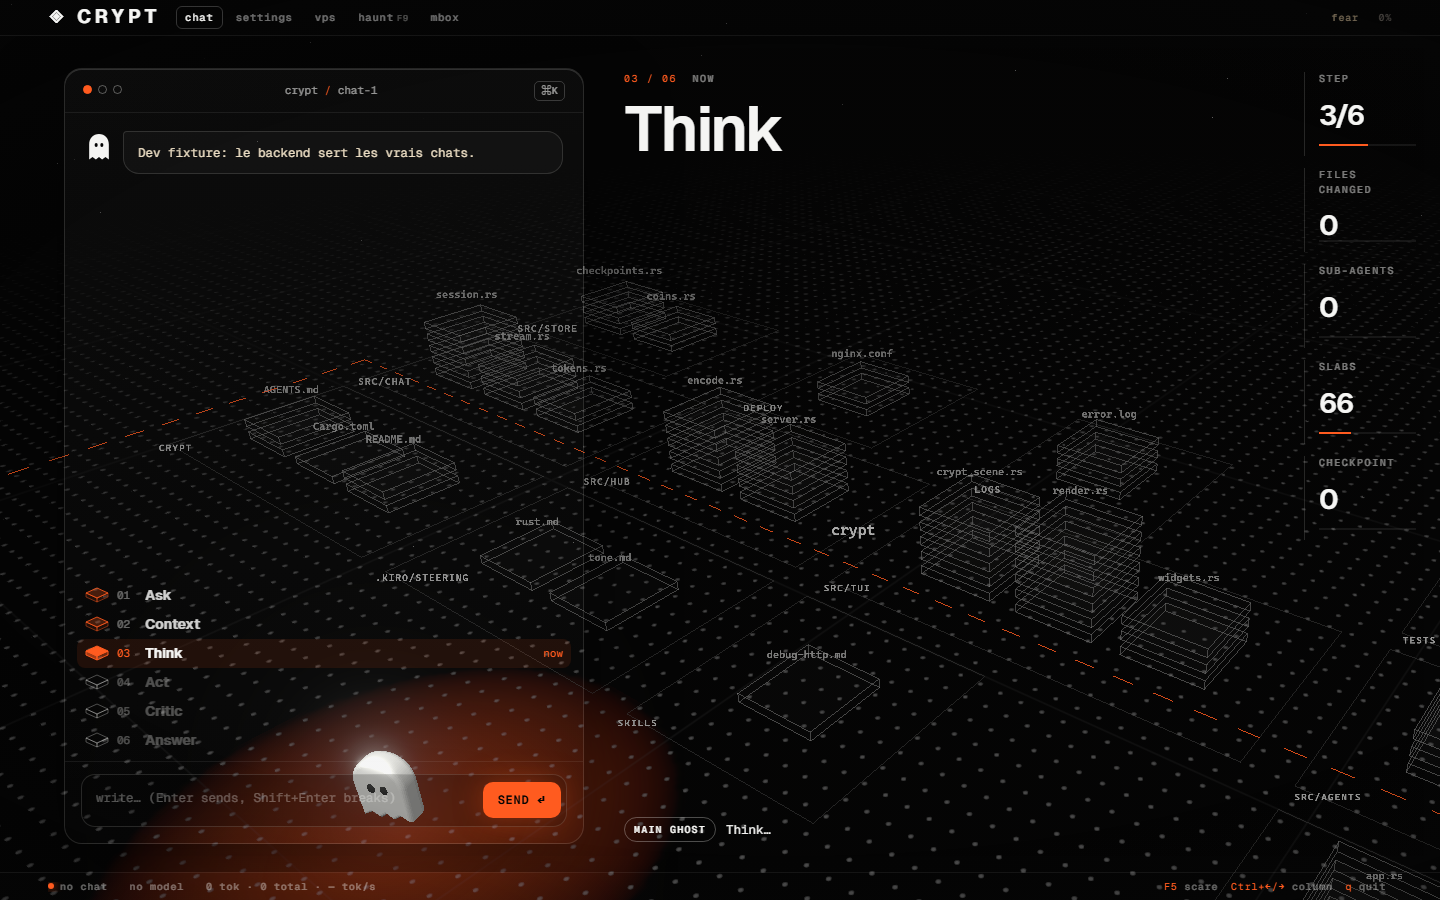 CRYPT chat settings vps haunt F9 mbox fear 0%
crypt / chat-1 ⌘K
Dev fixture: le backend sert les vrais chats.
03 / 06 NOW
Think
STEP
3/6
FILES
CHANGED
0
SUB-AGENTS
0
SLABS
66
CHECKPOINT
0
checkpoints.rs
session.rs
coins.rs
SRC/STORE
stream.rs
nginx.conf
tokens.rs
SRC/CHAT
encode.rs
AGENTS.md
DEPLOY
error.log
server.rs
Cargo.toml
README.md
CRYPT
crypt_scene.rs
SRC/HUB
LOGS
render.rs
rust.md
crypt
tone.md
.KIRO/STEERING
widgets.rs
SRC/TUI
TESTS
debug-http.md
SKILLS
SRC/AGENTS
app.rs
01 Ask
02 Context
03 Think NOW
04 Act
05 Critic
06 Answer
write… (Enter sends, Shift+Enter breaks)
SEND ↲
MAIN GHOST Think…
no chat no model 0 tok · 0 total · — tok/s
F5 scare Ctrl+←/→ column q quit